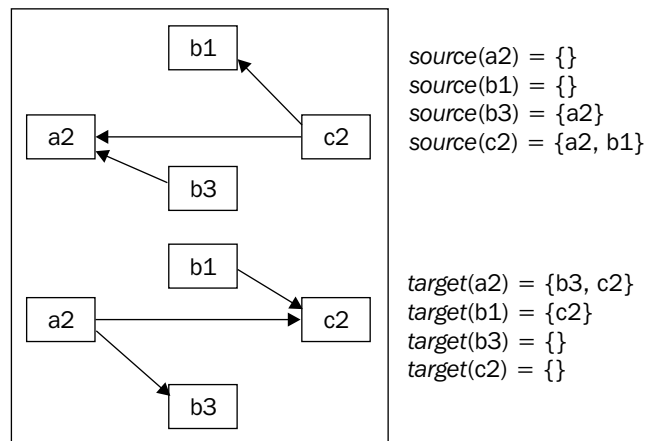 b1
a2
c2
b3
source(a2) = {}
source(b1) = {}
source(b3) = {a2}
source(c2) = {a2, b1}
b1
a2
c2
b3
target(a2) = {b3, c2}
target(b1) = {c2}
target(b3) = {}
target(c2) = {}